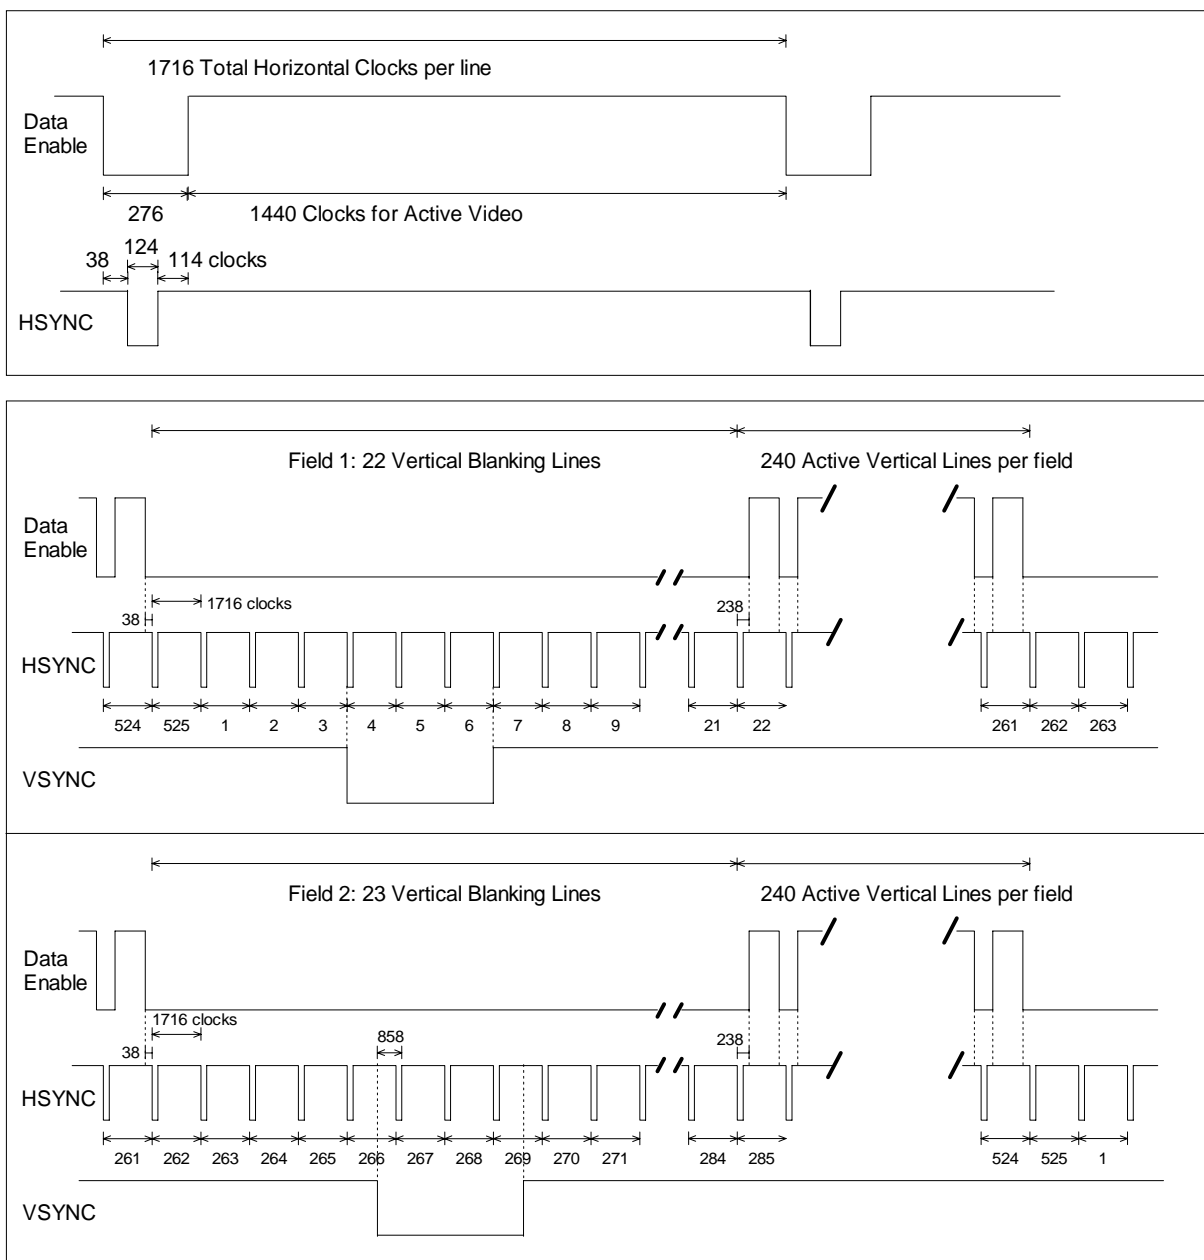 1716 Total Horizontal Clocks per line
Data
Enable
276
1440 Clocks for Active Video
124
38
114 clocks
HSYNC
Field 1: 22 Vertical Blanking Lines
240 Active Vertical Lines per field
Data
Enable
1716 clocks
38
238
HSYNC
524 525 1 2 3 4 5 6 7 8 9 21 22 261 262 263
VSYNC
Field 2: 23 Vertical Blanking Lines
240 Active Vertical Lines per field
Data
Enable
1716 clocks
38
858
238
HSYNC
261 262 263 264 265 266 267 268 269 270 271 284 285 524 525 1
VSYNC